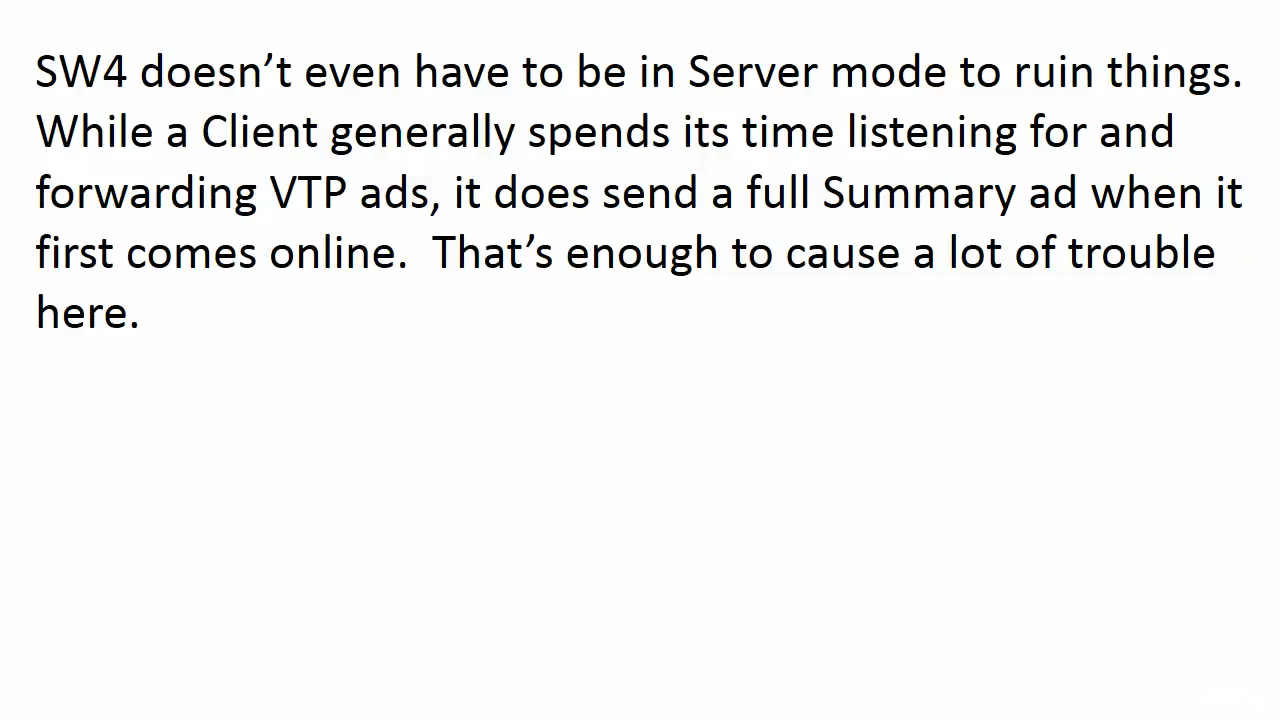 SW4 doesn’t even have to be in Server mode to ruin things.
While a Client generally spends its time listening for and
forwarding VTP ads, it does send a full Summary ad when it
first comes online.  That’s enough to cause a lot of trouble
here.